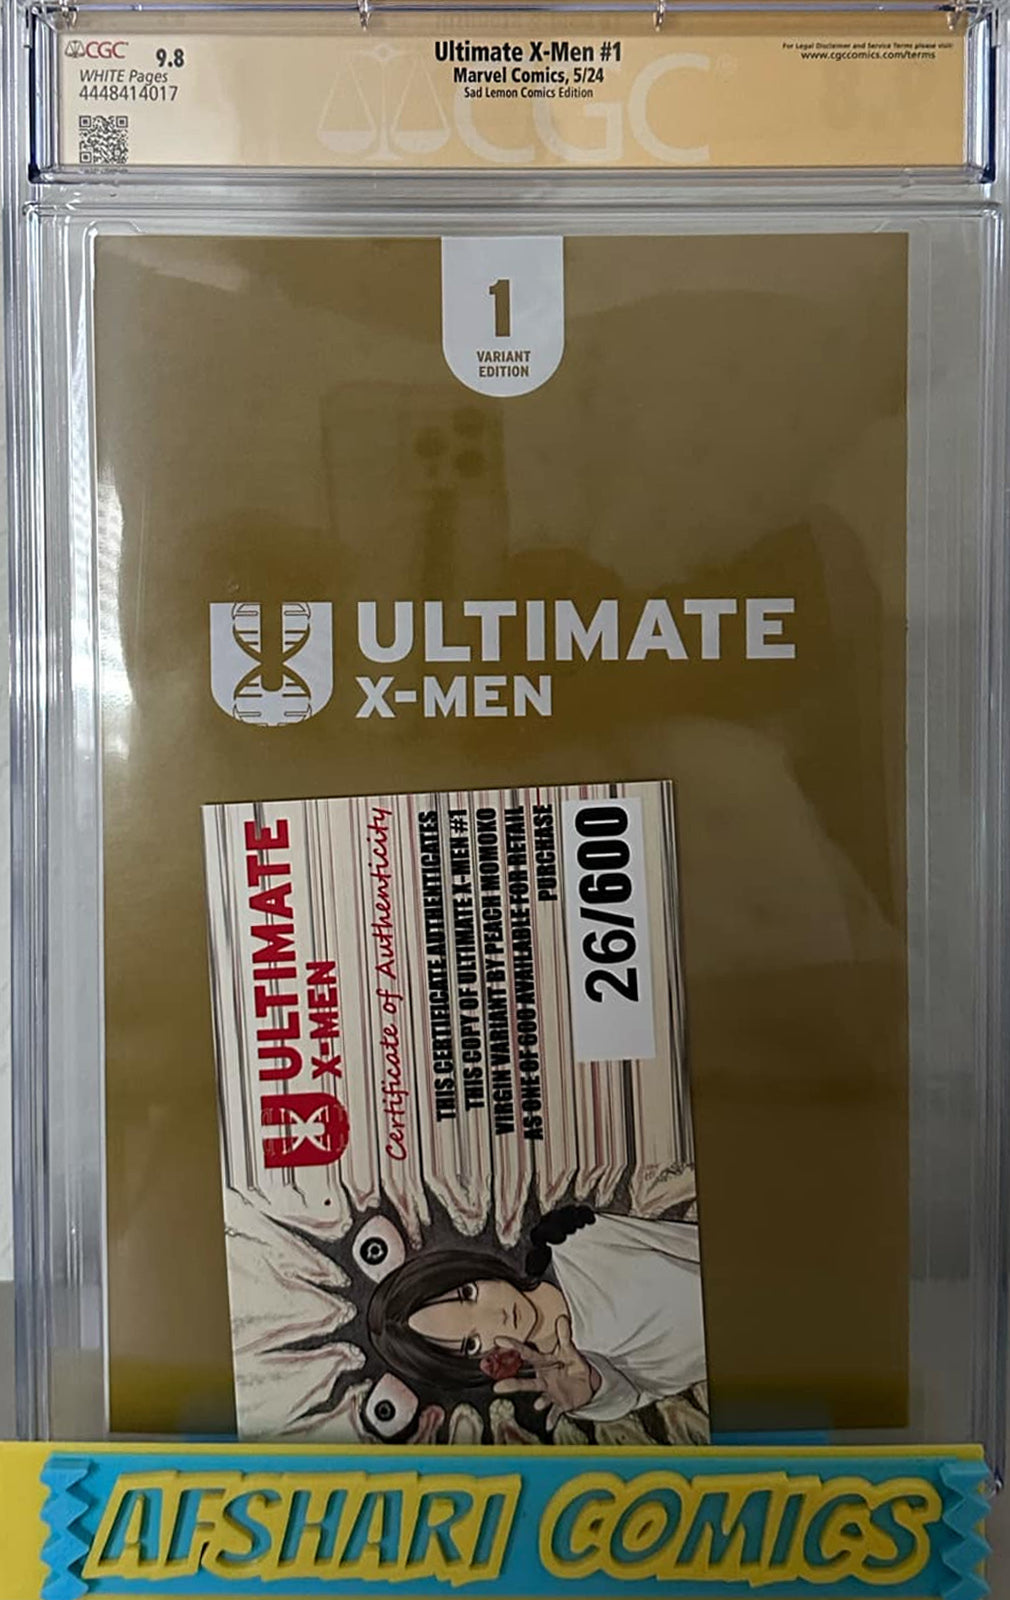 CGC 9.8
WHITE Pages
4448414017
Ultimate X-Men #1
Marvel Comics, 5/24
Sad Lemon Comics Edition
For Legal Disclaimer and Service Terms please visit:
www.cgccomics.com/terms
CGC
1
VARIANT
EDITION
ULTIMATE
X-MEN
ULTIMATE
X-MEN
Certificate of Authenticity
THIS CERTIFICATE AUTHENTICATES
THIS COPY OF ULTIMATE X-MEN #1
VIRGIN VARIANT BY PEACH MOMOKO
AS ONE OF 600 AVAILABLE FOR RETAIL
PURCHASE
26/600
AFSHARI COMICS